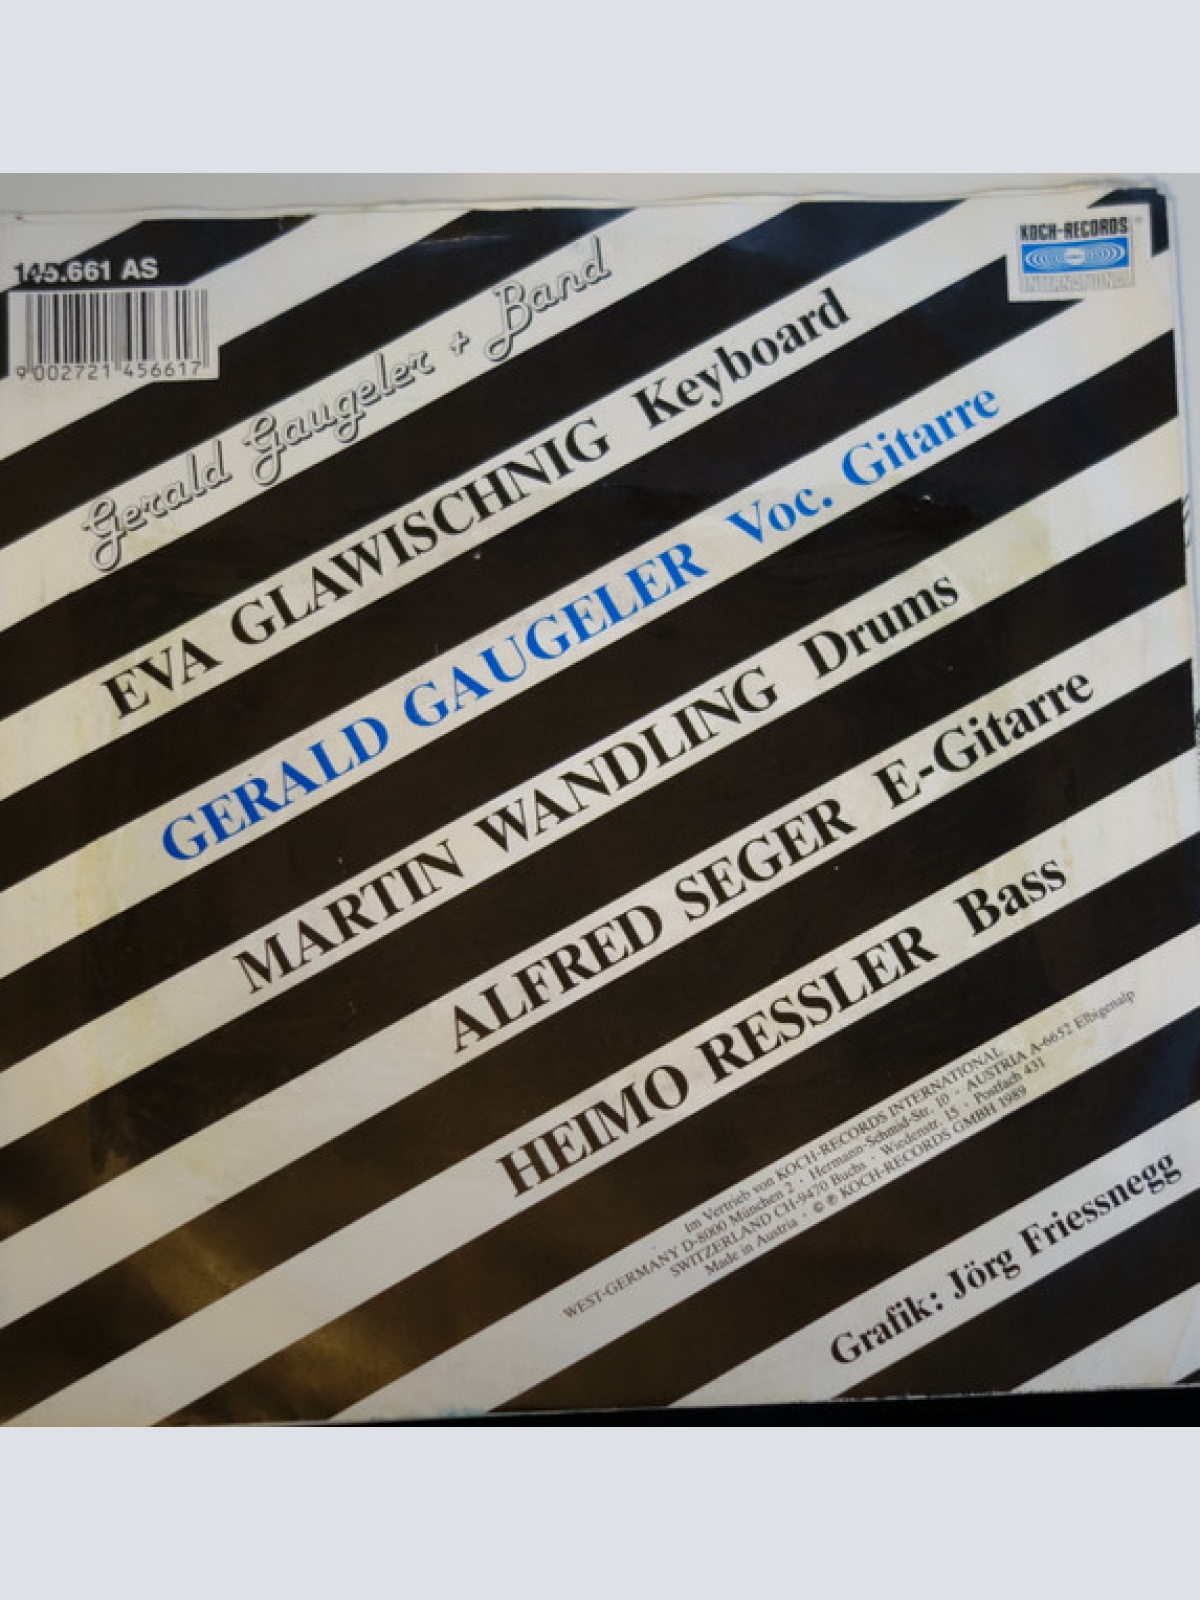 145.661 AS
9 002721 456617
KOCH-RECORDS
INTERNATIONAL
Gerald Gaugeler + Band
EVA GLAWISCHNIG Keyboard
GERALD GAUGELER Voc. Gitarre
MARTIN WANDLING Drums
ALFRED SEGER E-Gitarre
HEIMO RESSLER Bass
Im Vertrieb von KOCH-RECORDS INTERNATIONAL
WEST-GERMANY D-8000 München 2 · Hermann-Schmid-Str. 10 · AUSTRIA A-6652 Elbigenalp
SWITZERLAND CH-9470 Buchs · Wiedenstr. 15 · Postfach 431
Made in Austria · © ℗ KOCH-RECORDS GMBH 1989
Grafik: Jörg Friessnegg